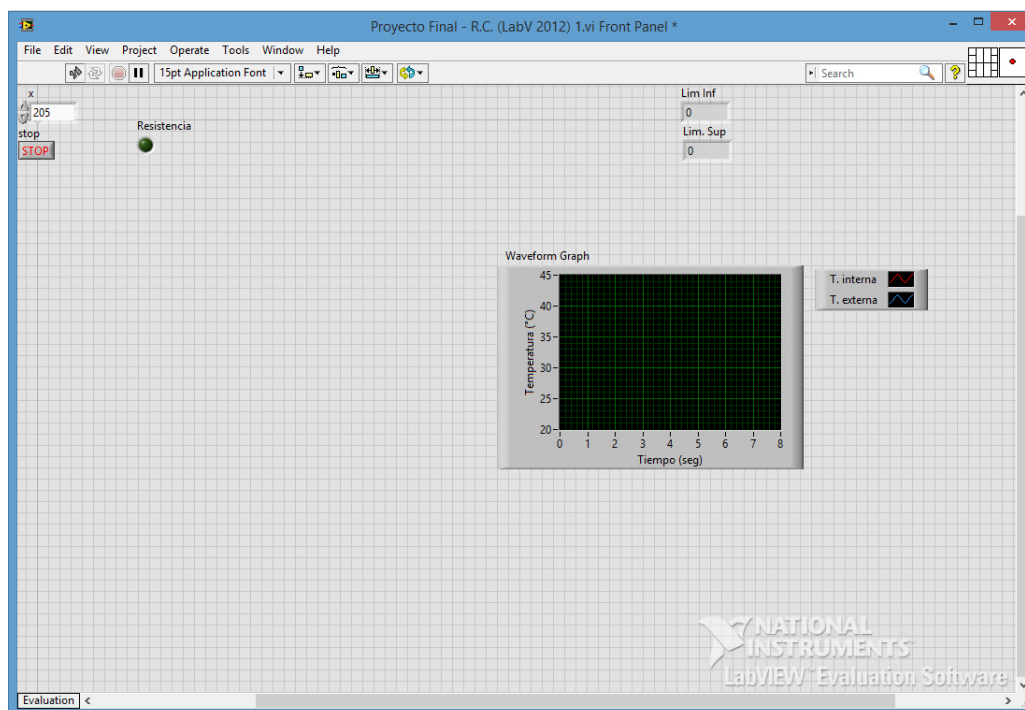 Proyecto Final - R.C. (LabV 2012) 1.vi Front Panel *
File Edit View Project Operate Tools Window Help
15pt Application Font
Search
x
205
stop
STOP
Resistencia
Lim Inf
0
Lim. Sup
0
Waveform Graph
45
40
35
30
25
20
Temperatura (°C)
0 1 2 3 4 5 6 7 8
Tiempo (seg)
T. interna
T. externa
NATIONAL
INSTRUMENTS
LabVIEW™ Evaluation Software
Evaluation